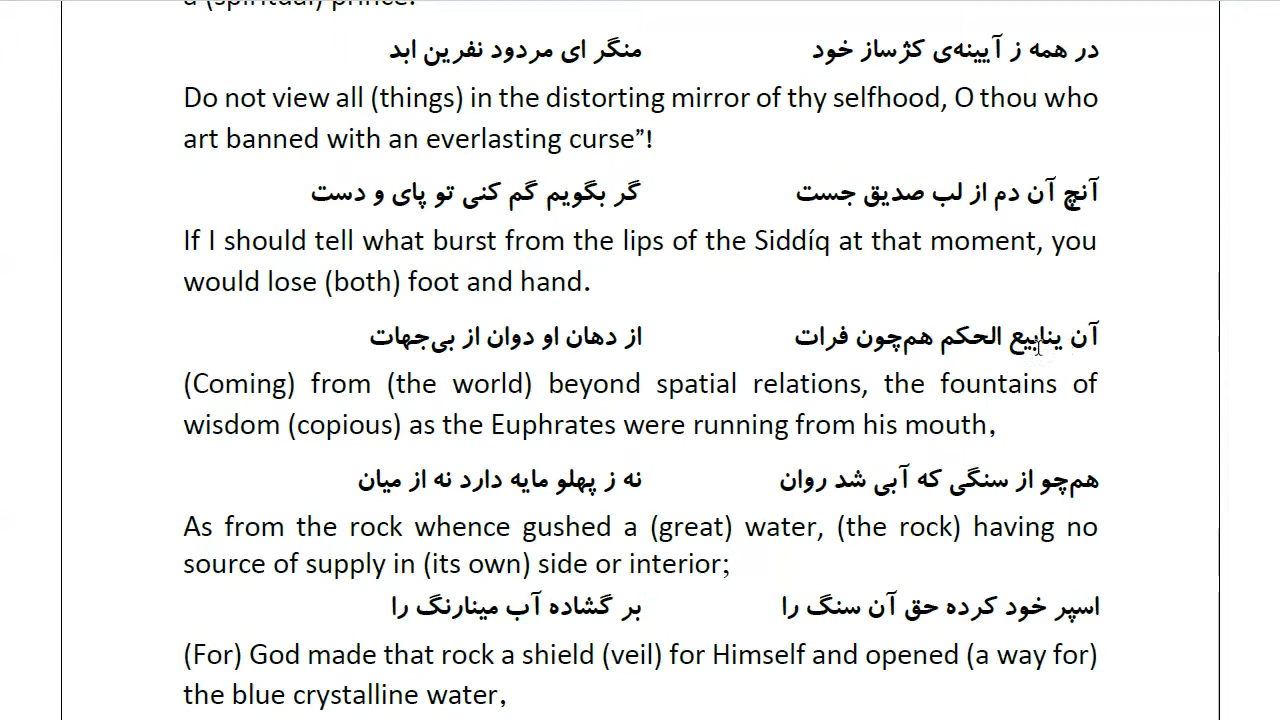 a (spiritual) prince.
در همه ز آیینه‌ی کژساز خود منگر ای مردود نفرین ابد
Do not view all (things) in the distorting mirror of thy selfhood, O thou who
art banned with an everlasting curse”!
آنچ آن دم از لب صدیق جست گر بگویم گم کنی تو پای و دست
If I should tell what burst from the lips of the Siddíq at that moment, you
would lose (both) foot and hand.
آن ینابیع الحکم هم‌چون فرات از دهان او دوان از بی‌جهات
(Coming) from (the world) beyond spatial relations, the fountains of
wisdom (copious) as the Euphrates were running from his mouth,
هم‌چو از سنگی که آبی شد روان نه ز پهلو مایه دارد نه از میان
As from the rock whence gushed a (great) water, (the rock) having no
source of supply in (its own) side or interior;
اسپر خود کرده حق آن سنگ را بر گشاده آب مینارنگ را
(For) God made that rock a shield (veil) for Himself and opened (a way for)
the blue crystalline water,